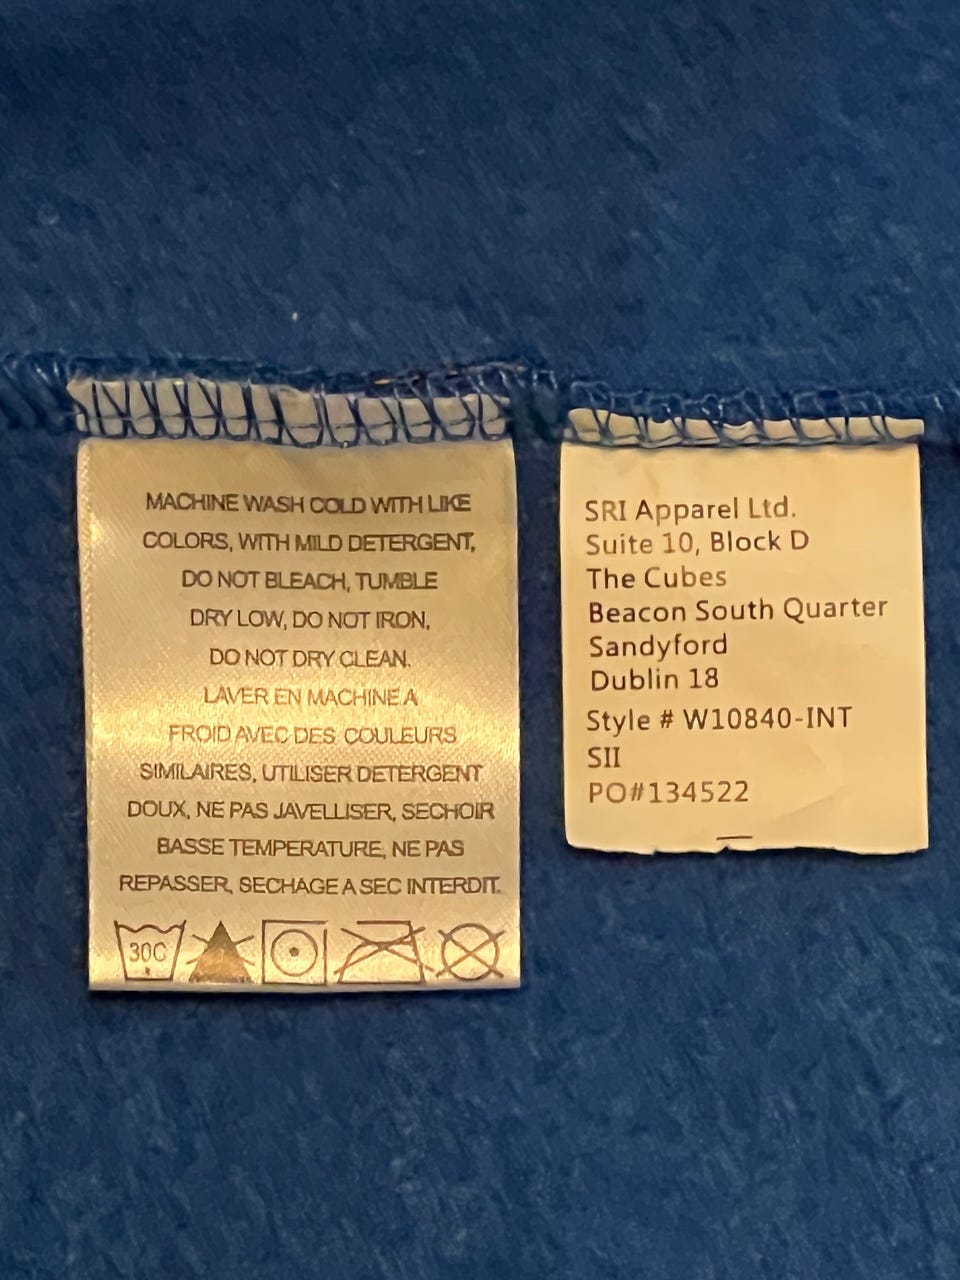 MACHINE WASH COLD WITH LIKE
COLORS, WITH MILD DETERGENT,
DO NOT BLEACH, TUMBLE
DRY LOW, DO NOT IRON,
DO NOT DRY CLEAN.
LAVER EN MACHINE A
FROID AVEC DES COULEURS
SIMILAIRES, UTILISER DETERGENT
DOUX, NE PAS JAVELLISER, SECHOIR
BASSE TEMPERATURE, NE PAS
REPASSER, SECHAGE A SEC INTERDIT.
30C
SRI Apparel Ltd.
Suite 10, Block D
The Cubes
Beacon South Quarter
Sandyford
Dublin 18
Style # W10840-INT
SII
PO#134522